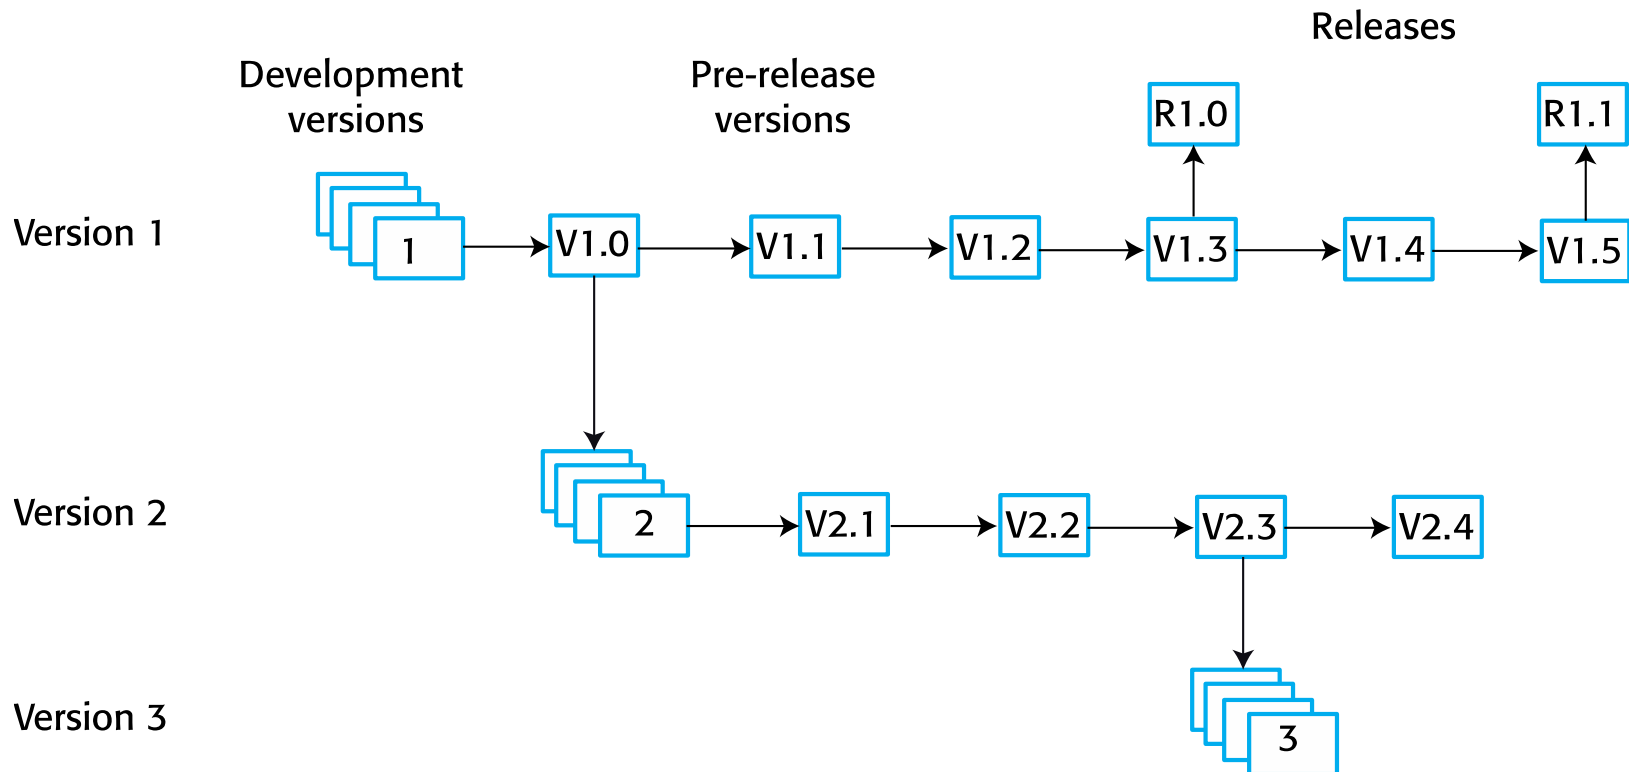 Releases
Development
versions
Pre-release
versions
R1.0
R1.1
Version 1
1
V1.0
V1.1
V1.2
V1.3
V1.4
V1.5
Version 2
2
V2.1
V2.2
V2.3
V2.4
Version 3
3